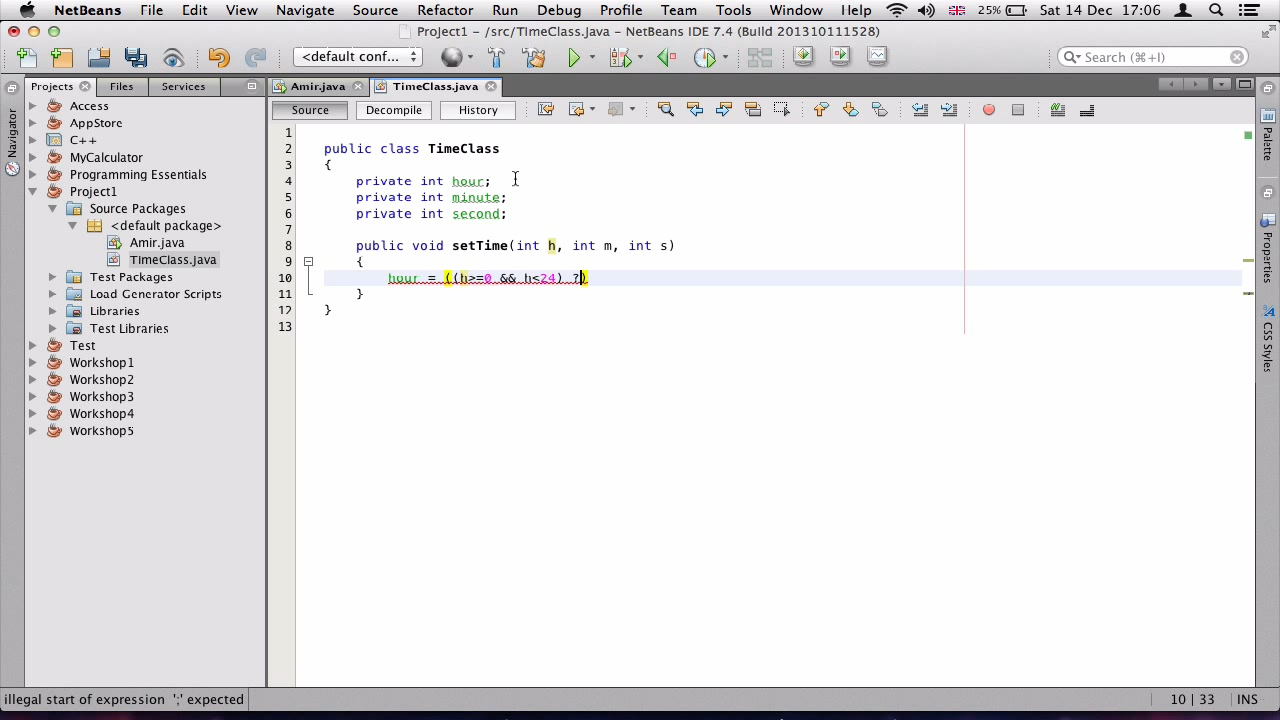 NetBeans File Edit View Navigate Source Refactor Run Debug Profile Team Tools Window Help 25% Sat 14 Dec 17:06
Project1 - /src/TImeClass.Java - NetBeans IDE 7.4 (Build 201310111528)
<default conf... Search (⌘+I)
Projects Files Services Amir.java TimeClass.java
Source Decompile History
Navigator
Palette
Properties
CSS Styles
Access
AppStore
C++
MyCalculator
Programming Essentials
Project1
Source Packages
<default package>
Amir.java
TImeClass.java
Test Packages
Load Generator Scripts
Libraries
Test Libraries
Test
Workshop1
Workshop2
Workshop3
Workshop4
Workshop5
1
2 public class TimeClass
3 {
4 private int hour;
5 private int minute;
6 private int second;
7
8 public void setTime(int h, int m, int s)
9 {
10 hour = ((h>=0 && h<24) ?)
11 }
12 }
13
illegal start of expression ';' expected 10 | 33 INS